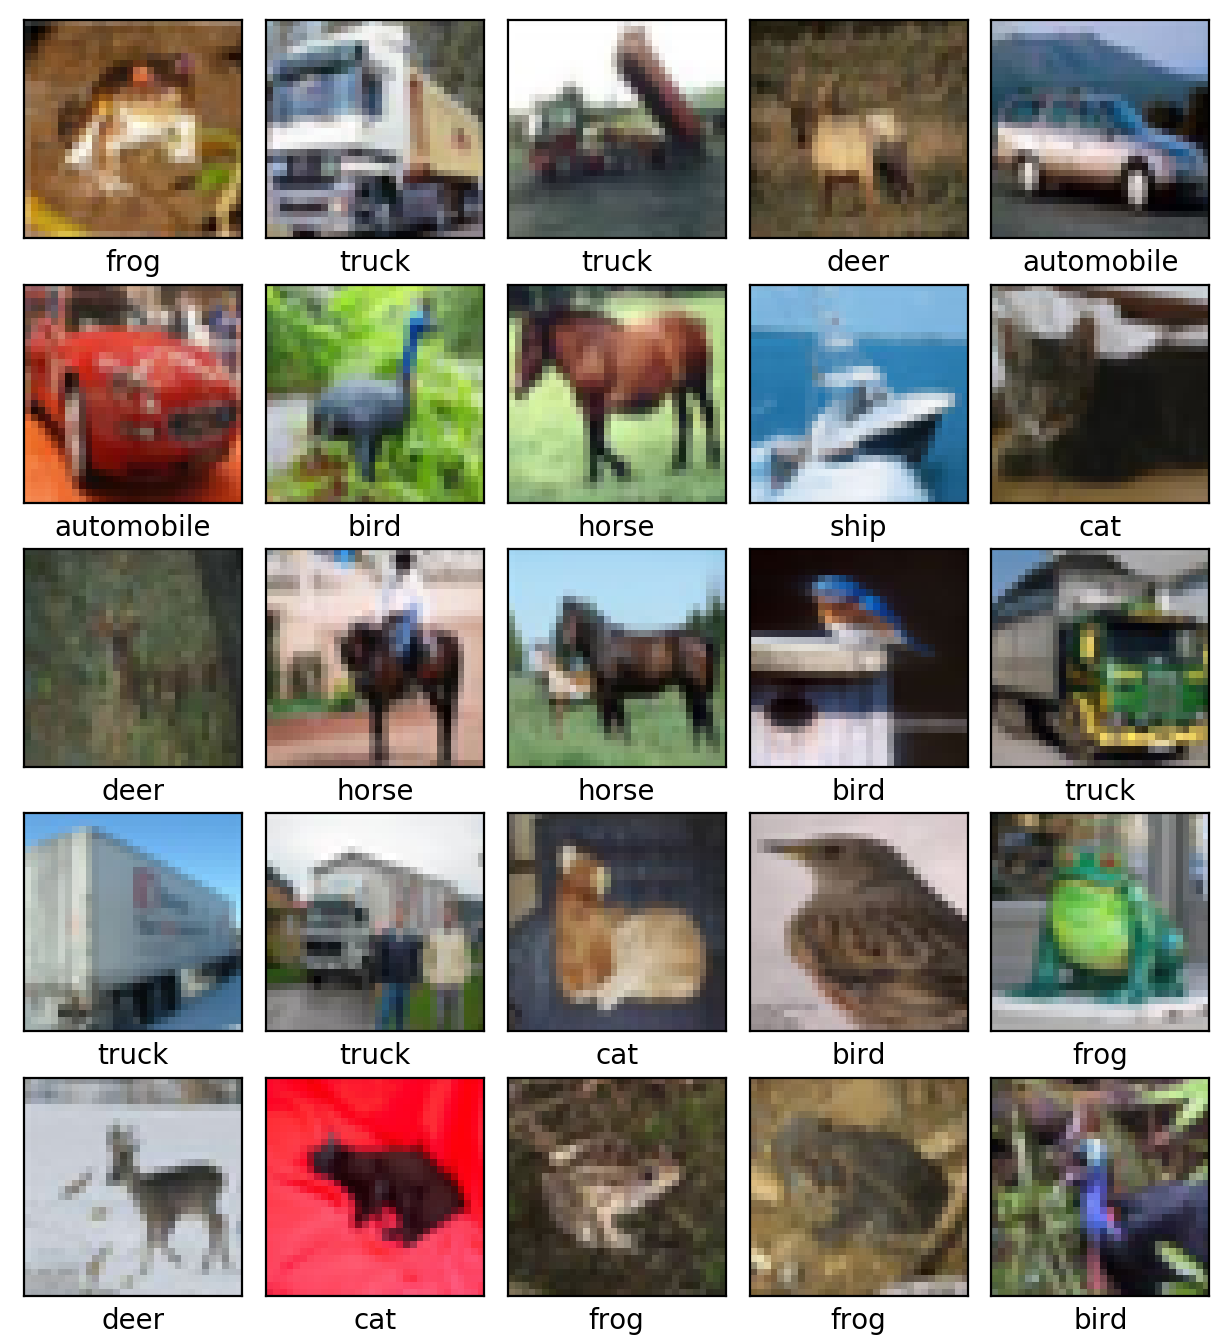 frog truck truck deer automobile
automobile bird horse ship cat
deer horse horse bird truck
truck truck cat bird frog
deer cat frog frog bird